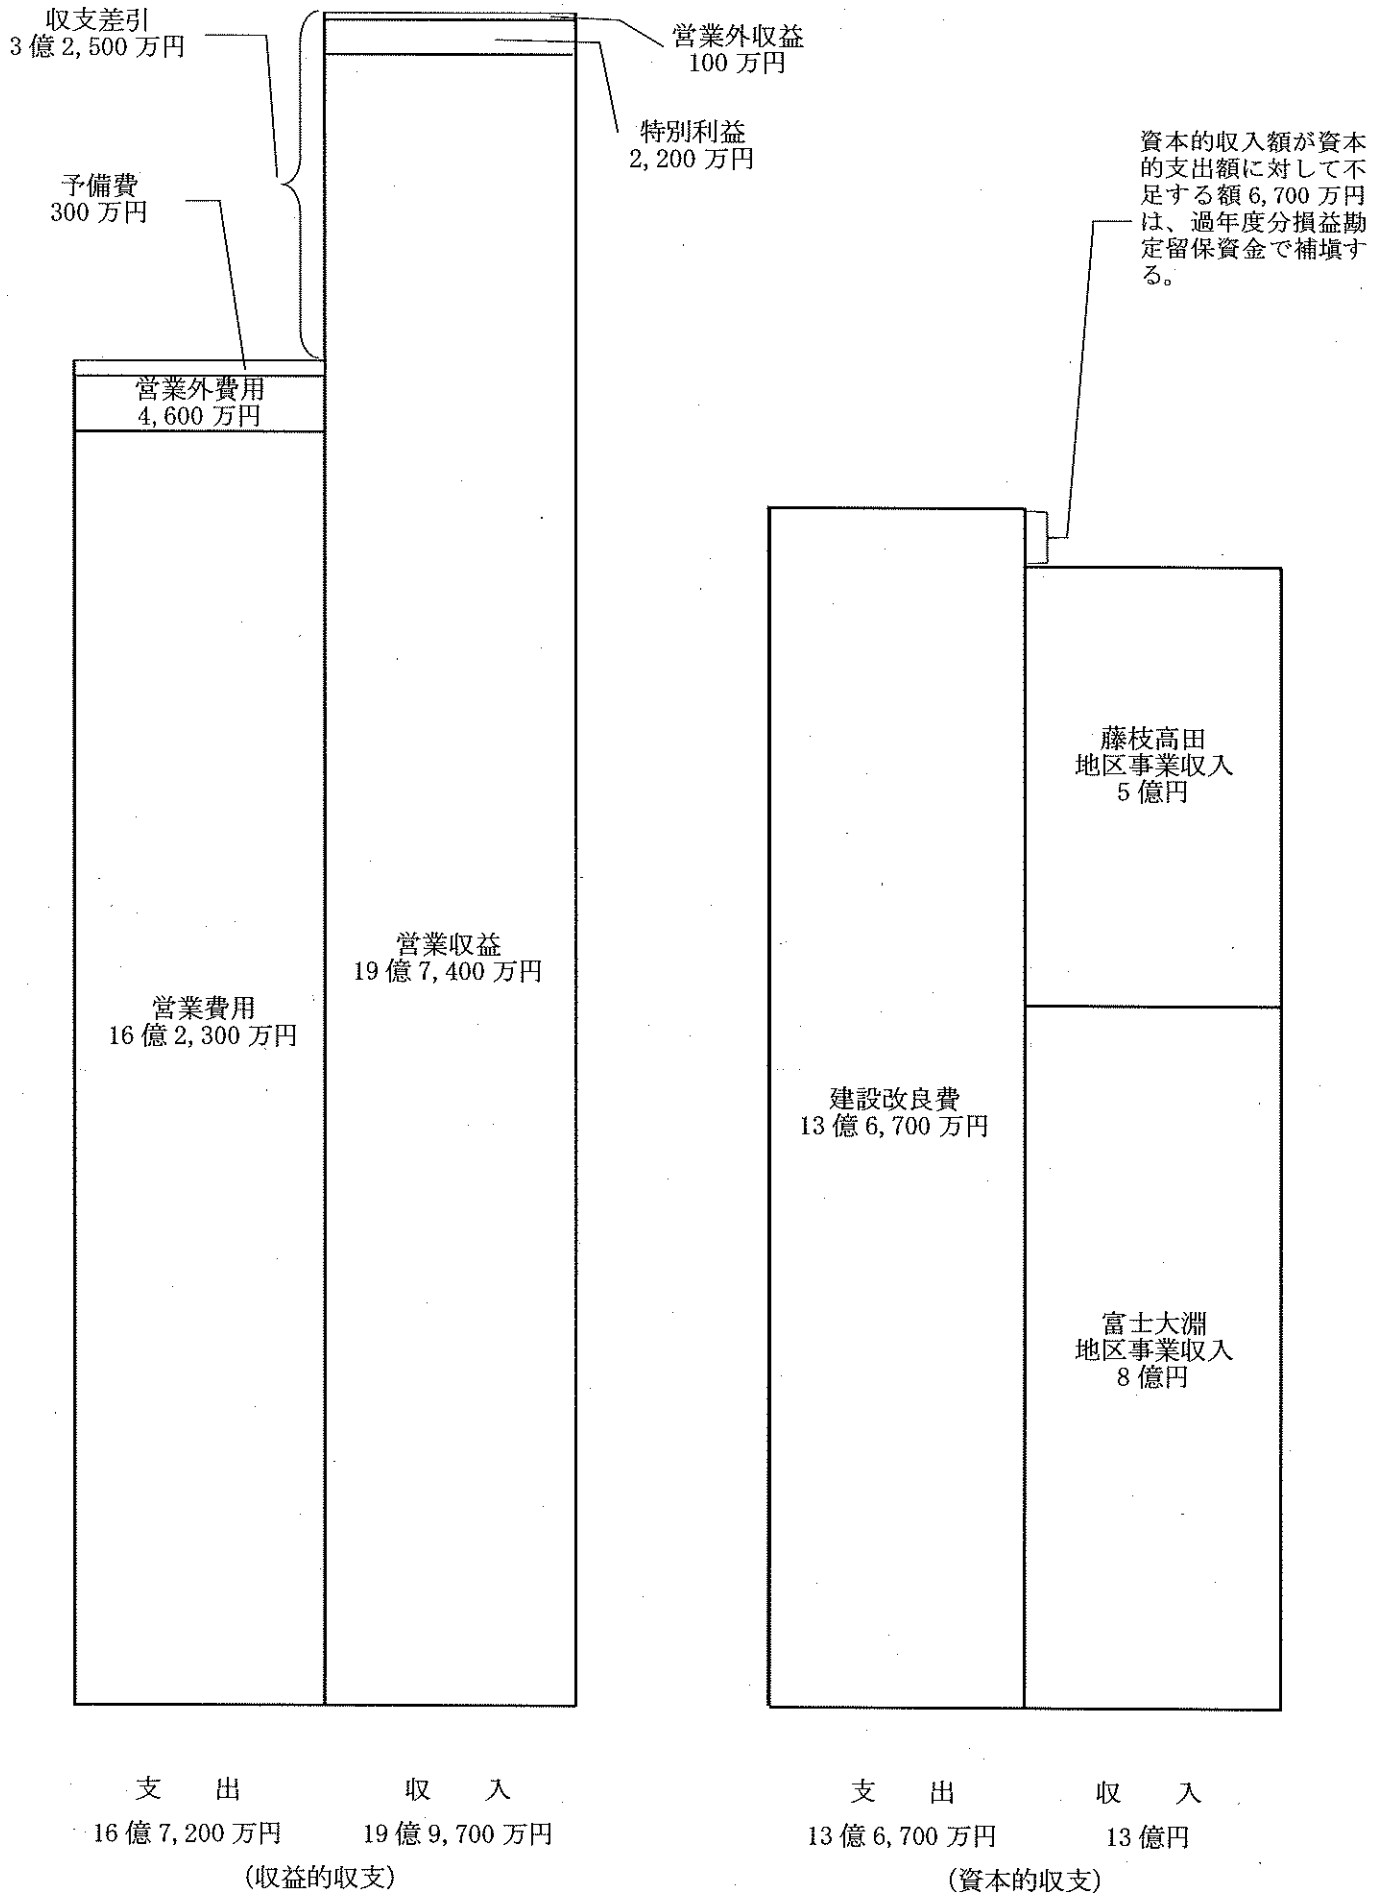 収支差引
3億2,500万円
営業外収益
100万円
特別利益
2,200万円
予備費
300万円
資本的収入額が資本
的支出額に対して不
足する額6,700万円
は、過年度分損益勘
定留保資金で補塡す
る。
営業外費用
4,600万円
営業費用
16億2,300万円
営業収益
19億7,400万円
建設改良費
13億6,700万円
藤枝高田
地区事業収入
5億円
富士大淵
地区事業収入
8億円
支 出
収 入
16億7,200万円
19億9,700万円
(収益的収支)
支 出
収 入
13億6,700万円
13億円
(資本的収支)